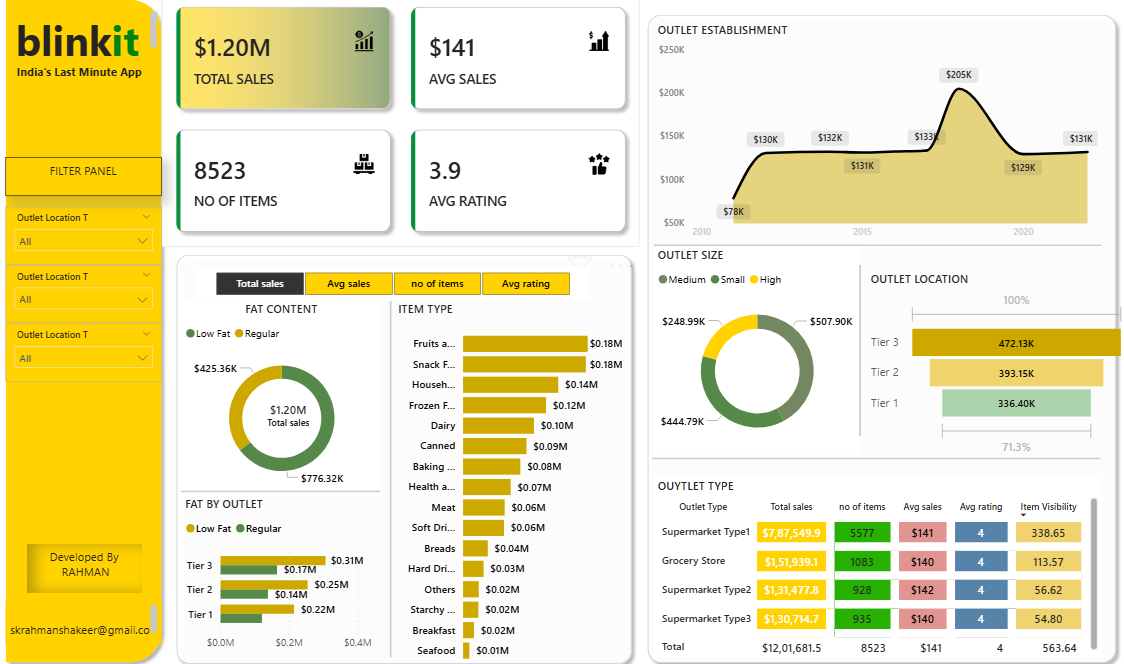 blinkit
India's Last Minute App
FILTER PANEL
Outlet Location T
All
Outlet Location T
All
Outlet Location T
All
Developed By
RAHMAN
skrahmanshakeer@gmail.co
$1.20M
TOTAL SALES
$141
AVG SALES
8523
NO OF ITEMS
3.9
AVG RATING
Total sales
Avg sales
no of items
Avg rating
FAT CONTENT
Low Fat Regular
$425.36K
$1.20M
Total sales
$776.32K
FAT BY OUTLET
Low Fat Regular
Tier 3 $0.31M
$0.17M
Tier 2 $0.25M
$0.14M
Tier 1 $0.22M
$0.0M $0.2M $0.4M
ITEM TYPE
Fruits a... $0.18M
Snack F... $0.18M
Househ... $0.14M
Frozen F... $0.12M
Dairy $0.10M
Canned $0.09M
Baking ... $0.08M
Health a... $0.07M
Meat $0.06M
Soft Dri... $0.06M
Breads $0.04M
Hard Dri... $0.03M
Others $0.02M
Starchy ... $0.02M
Breakfast $0.02M
Seafood $0.01M
OUTLET ESTABLISHMENT
$250K
$200K
$150K
$100K
$50K
$78K
$130K
$132K
$131K
$133K
$205K
$129K
$131K
2010 2015 2020
OUTLET SIZE
Medium Small High
$248.99K
$507.90K
$444.79K
OUTLET LOCATION
100%
Tier 3 472.13K
Tier 2 393.15K
Tier 1 336.40K
71.3%
OUYTLET TYPE
Outlet Type Total sales no of items Avg sales Avg rating Item Visibility
Supermarket Type1 $7,87,549.9 5577 $141 4 338.65
Grocery Store $1,51,939.1 1083 $140 4 113.57
Supermarket Type2 $1,31,477.8 928 $142 4 56.62
Supermarket Type3 $1,30,714.7 935 $140 4 54.80
Total $12,01,681.5 8523 $141 4 563.64